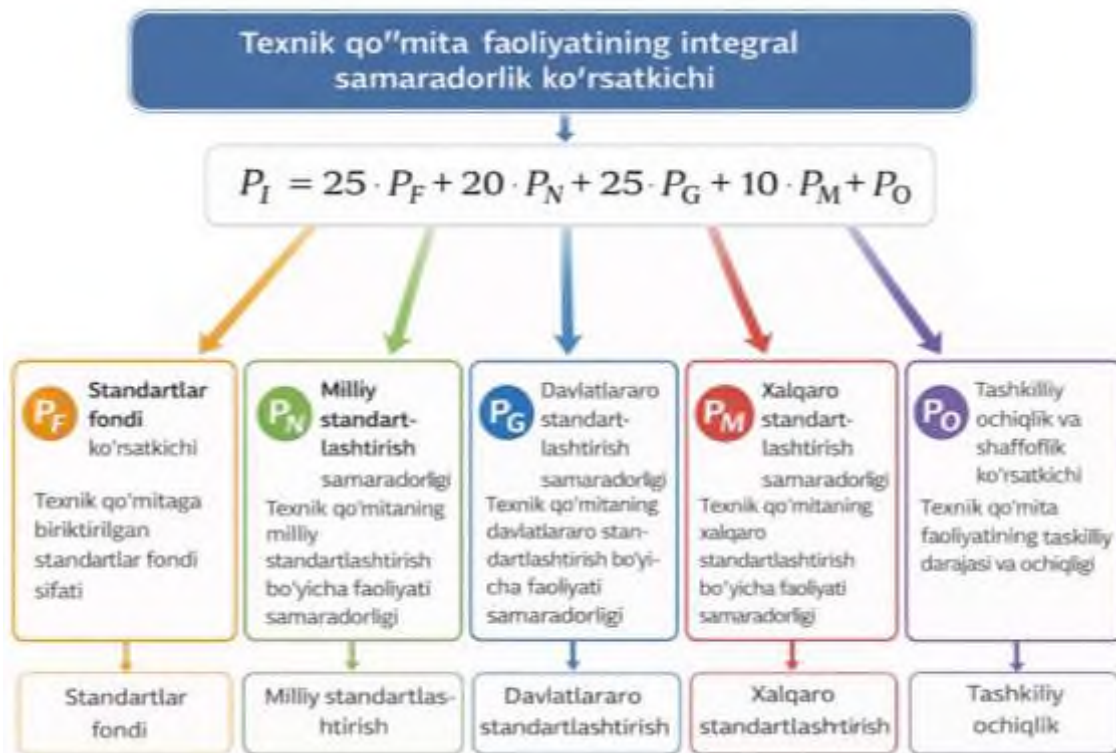 Texnik qo''mita faoliyatining integral
samaradorlik ko'rsatkichi
P_I = 25 · P_F + 20 · P_N + 25 · P_G + 10 · P_M + P_O
P_F
Standartlar
fondi
ko'rsatkichi
Texnik qo'mitaga
biriktirilgan
standartlar fondi
sifati
P_N
Milliy
standart-
lashtirish
samaradorligi
Texnik qo'mitaning
milliy
standartlashtirish
bo'yicha faoliyati
samaradorligi
P_G
Davlatlararo
standart-
lashtirish
samaradorligi
Texnik qo'mitaning
davlatlararo stan-
dartlashtirish bo'yi-
cha faoliyati
samaradorligi
P_M
Xalqaro
standart-
lashtirish
samaradorligi
Texnik qo'mitaning
xalqaro
standartlashtirish
bo'yicha faoliyati
samaradorligi
P_O
Tashkilliy
ochiqlik va
shaffoflik
ko'rsatkichi
Texnik qo'mita
faoliyatining taskilliy
darajasi va ochiqligi
Standartlar
fondi
Milliy standartlas-
htirish
Davlatlararo
standartlashtirish
Xalqaro
standartlashtirish
Tashkiliy
ochiqlik